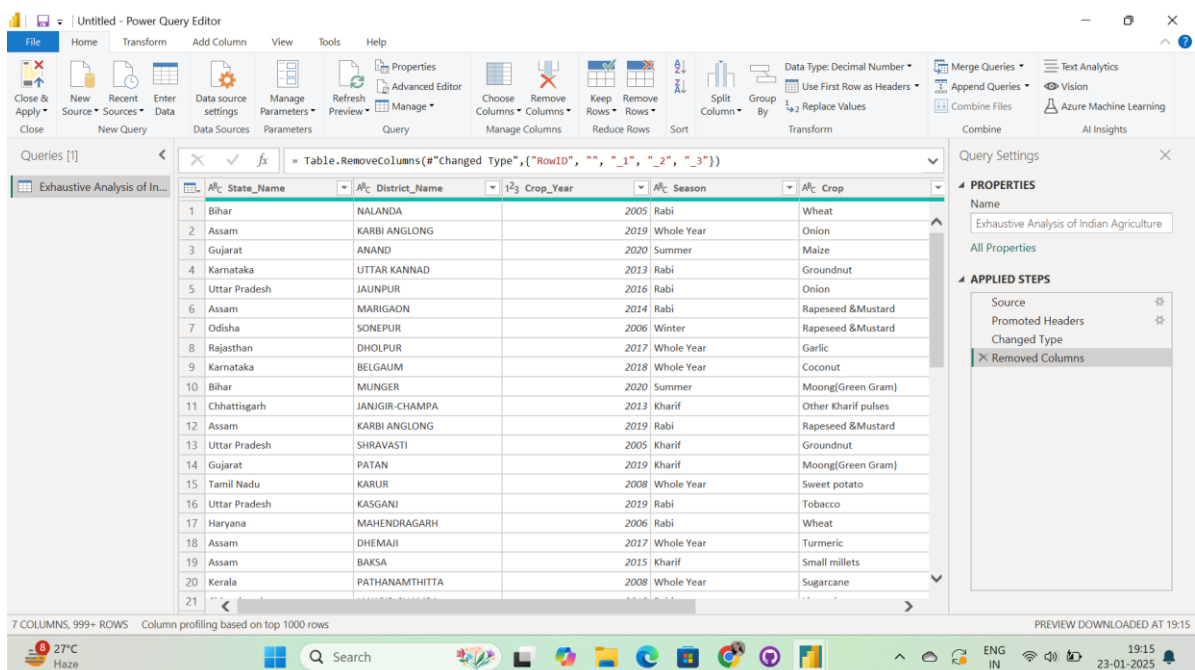 Untitled - Power Query Editor
File Home Transform Add Column View Tools Help
Close & Apply
New Source
Recent Sources
Enter Data
Data source settings
Manage Parameters
Refresh Preview
Properties
Advanced Editor
Manage
Choose Columns
Remove Columns
Keep Rows
Remove Rows
Split Column
Group By
Data Type: Decimal Number
Use First Row as Headers
Replace Values
Merge Queries
Append Queries
Combine Files
Text Analytics
Vision
Azure Machine Learning
Close New Query Data Sources Parameters Query Manage Columns Reduce Rows Sort Transform Combine AI Insights
Queries [1]
Exhaustive Analysis of In...
fx = Table.RemoveColumns(#"Changed Type",{"RowID", "", "_1", "_2", "_3"})
ABC State_Name ABC District_Name 123 Crop_Year ABC Season ABC Crop
1 Bihar NALANDA 2005 Rabi Wheat
2 Assam KARBI ANGLONG 2019 Whole Year Onion
3 Gujarat ANAND 2020 Summer Maize
4 Karnataka UTTAR KANNAD 2013 Rabi Groundnut
5 Uttar Pradesh JAUNPUR 2016 Rabi Onion
6 Assam MARIGAON 2014 Rabi Rapeseed &Mustard
7 Odisha SONEPUR 2006 Winter Rapeseed &Mustard
8 Rajasthan DHOLPUR 2017 Whole Year Garlic
9 Karnataka BELGAUM 2018 Whole Year Coconut
10 Bihar MUNGER 2020 Summer Moong(Green Gram)
11 Chhattisgarh JANJGIR-CHAMPA 2013 Kharif Other Kharif pulses
12 Assam KARBI ANGLONG 2019 Rabi Rapeseed &Mustard
13 Uttar Pradesh SHRAVASTI 2005 Kharif Groundnut
14 Gujarat PATAN 2019 Kharif Moong(Green Gram)
15 Tamil Nadu KARUR 2008 Whole Year Sweet potato
16 Uttar Pradesh KASGANJ 2019 Rabi Tobacco
17 Haryana MAHENDRAGARH 2006 Rabi Wheat
18 Assam DHEMAJI 2017 Whole Year Turmeric
19 Assam BAKSA 2015 Kharif Small millets
20 Kerala PATHANAMTHITTA 2008 Whole Year Sugarcane
21
Query Settings
PROPERTIES
Name
Exhaustive Analysis of Indian Agriculture
All Properties
APPLIED STEPS
Source
Promoted Headers
Changed Type
Removed Columns
7 COLUMNS, 999+ ROWS Column profiling based on top 1000 rows
PREVIEW DOWNLOADED AT 19:15
8 27°C
Haze
Search
ENG
IN
19:15
23-01-2025